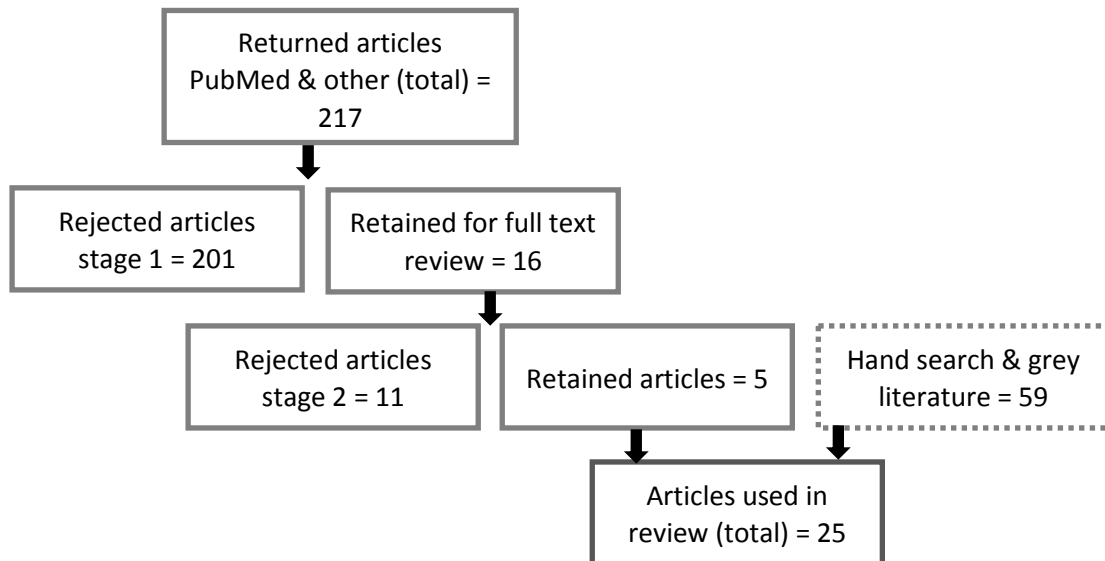 Returned articles
PubMed & other (total) =
217
Rejected articles
stage 1 = 201
Retained for full text
review = 16
Rejected articles
stage 2 = 11
Retained articles = 5
Hand search & grey
literature = 59
Articles used in
review (total) = 25